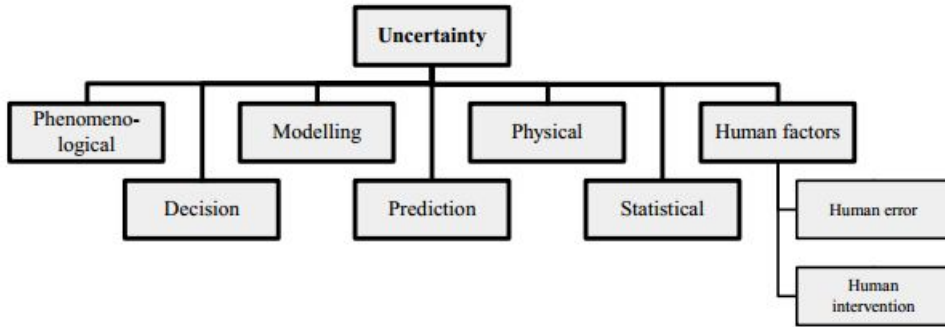 Uncertainty
Phenomeno-
logical
Modelling
Physical
Human factors
Decision
Prediction
Statistical
Human error
Human
intervention